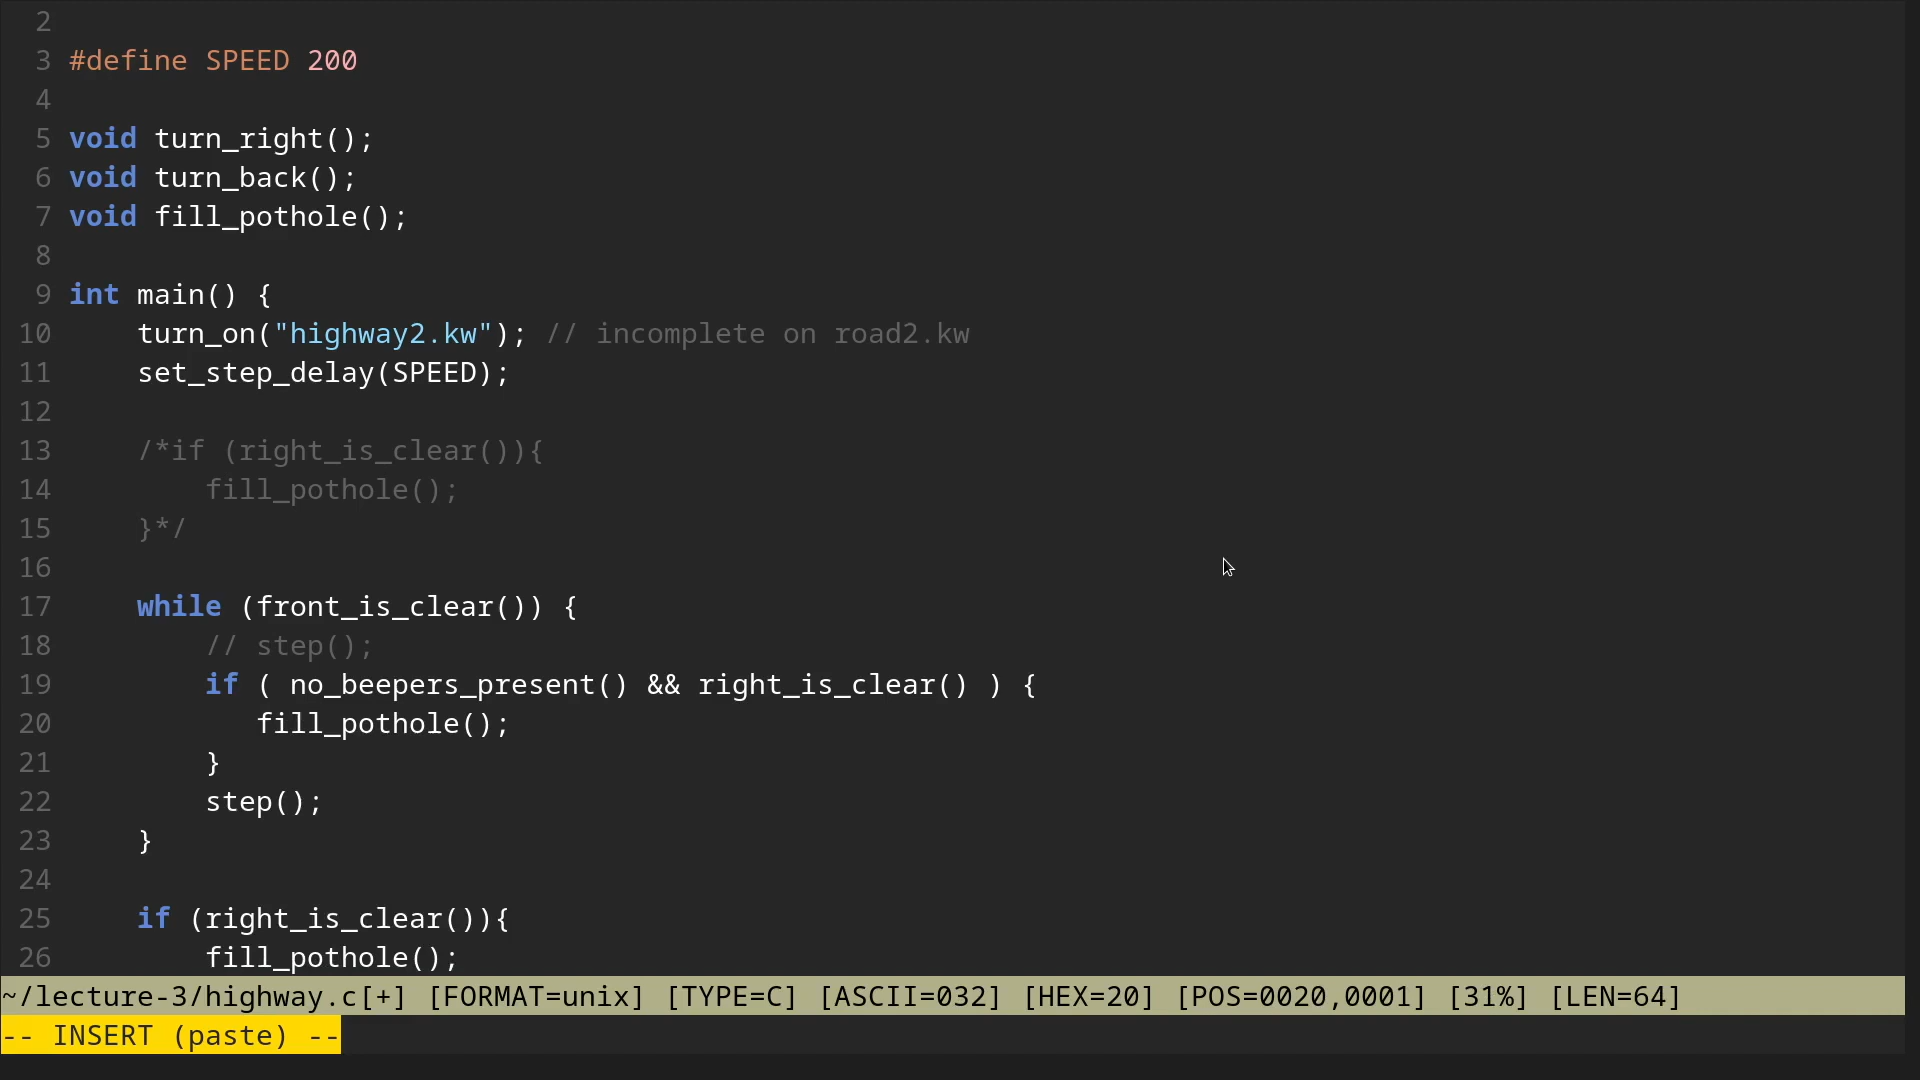 2
3 #define SPEED 200
4
5 void turn_right();
6 void turn_back();
7 void fill_pothole();
8
9 int main() {
10     turn_on("highway2.kw"); // incomplete on road2.kw
11     set_step_delay(SPEED);
12
13     /*if (right_is_clear()){
14         fill_pothole();
15     }*/
16
17     while (front_is_clear()) {
18         // step();
19         if ( no_beepers_present() && right_is_clear() ) {
20            fill_pothole();
21         }
22         step();
23     }
24
25     if (right_is_clear()){
26         fill_pothole();
~/lecture-3/highway.c[+] [FORMAT=unix] [TYPE=C] [ASCII=032] [HEX=20] [POS=0020,0001] [31%] [LEN=64]
-- INSERT (paste) --